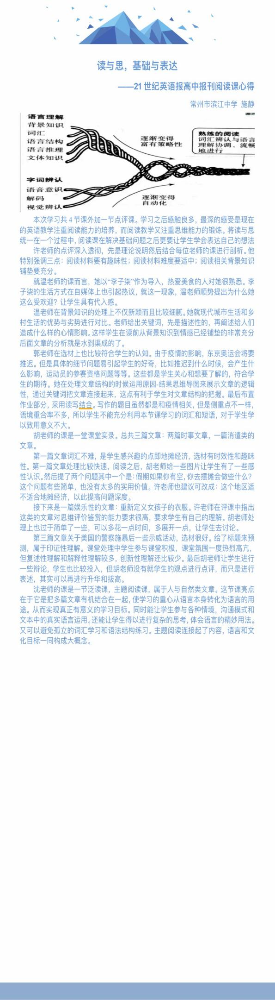 读与思，基础与表达
——21 世纪英语报高中报刊阅读课心得
常州市滨江中学 施静
语言理解
背景知识
词汇
语言结构
语言推理
文体知识
逐渐变得
富有策略性
熟练的阅读
词汇辨认与语言
理解协调、流畅
地进行
字词辨认
语音意识
解码
视觉辨认
逐渐变得
自动化
本次学习共 4 节课外加一节点评课。学习之后感触良多，最深的感受是现在
的英语教学注重阅读能力的培养，而阅读教学又注重思维能力的锻炼。将读与思
统一在一个过程中，阅读课在解决基础问题之后更要让学生学会表达自己的想法
许老师的点评深入透彻，先是理论说明然后结合每位老师的课进行剖析。他
特别强调三点：阅读材料要有趣味性；阅读材料难度要适中；阅读相关背景知识
铺垫要充分。
就温老师的课而言，她以“李子柒”作为导入，热爱美食的人对她很熟悉。李
子柒的生活方式在自媒体上也引起热议，就这一现象，温老师顺势提出为什么她
这么受欢迎？让学生具有代入感。
温老师在背景知识的处理上不仅新颖而且比较细腻。她就现代城市生活和乡
村生活的优势与劣势进行对比。老师给出关键词，先是描述性的，再阐述给人们
造成什么样的心情影响。这样学生在读前从背景知识到情感已经铺垫的非常充分
后面文章的分析就是水到渠成的了。
郭老师在选材上也比较符合学生的认知。由于疫情的影响，东京奥运会将要
推迟。但是具体的细节问题易引起学生的好奇，比如推迟到什么时候，会产生什
么影响，运动员的参赛资格问题等等。这些都是学生关心和想要了解的，符合学
生的期待。她在处理文章结构的时候运用原因-结果思维导图来展示文章的逻辑
性，通过关键词把文章连接起来，这点有利于学生对文章结构的把握。最后布置
作业部分，采用读写结合。写作的题目虽然都是和疫情相关，但是侧重点不一样，
语境重合率不多，所以学生不能充分利用本节课学习的词汇和短语，对于学生学
以致用意义不大。
胡老师的课是一堂课堂实录。总共三篇文章：两篇时事文章，一篇消遣类的
文章。
第一篇文章词汇不难，是学生感兴趣的点即地摊经济，选材有时效性和趣味
性。第一篇文章处理比较快速，阅读之后，胡老师给一些图片让学生有了一些感
性认识。然后提了两个问题其中一个是：假期如果你有空，你去摆摊会做些什么？
这个问题有些简单，也没有太多的实用价值。许老师也建议可改成：这个地区适
不适合地摊经济，以此提高问题深度。
接下来是一篇娱乐性的文章：重新定义女孩子的衣服。许老师在评课中指出
这类的文章对思维评价鉴赏的能力要求很高，要求学生有自己的理解。胡老师处
理上也过于简单了一些，可以多花一点时间，多展开一点，让学生去讨论。
第三篇文章关于美国的警察施暴后一些示威活动，选材很好。给了标题来预
测，属于印证性理解。课堂处理中学生参与课堂积极，课堂氛围一度热烈高亢，
但复述性理解和解释性理解较多，创新性理解还比较少。最后胡老师让学生进行
一些辩论，学生也比较投入，但胡老师没有就学生的观点进行点评，而只是进行
表述，其实可以再进行升华和拔高。
沈老师的课是一节泛读课，主题阅读课，属于人与自然类文章。这节课亮点
在于它是把多篇文章有机结合在一起，使学习的重心从语言本身转化为语言的用
途。从而实现真正有意义的学习目标。同时能让学生参与各种情境，沟通模式和
文本中的真实语言运用。还能让学生得以进行复杂的思考，体会语言的精妙用法。
又可以避免孤立的词汇学习和语法结构练习。主题阅读连接起了内容，语言和文
化目标一同构成大概念。